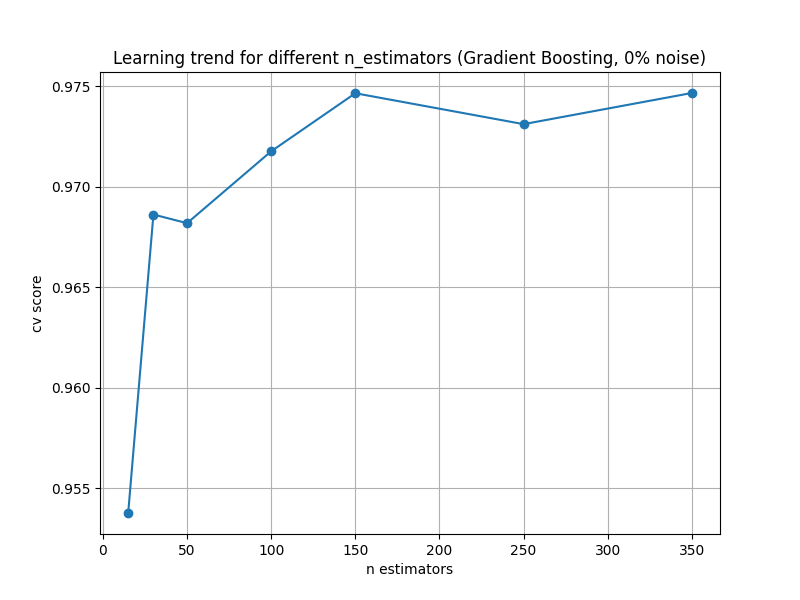 Learning trend for different n_estimators (Gradient Boosting, 0% noise)
0.975
0.970
0.965
0.960
0.955
cv score
0 50 100 150 200 250 300 350
n estimators